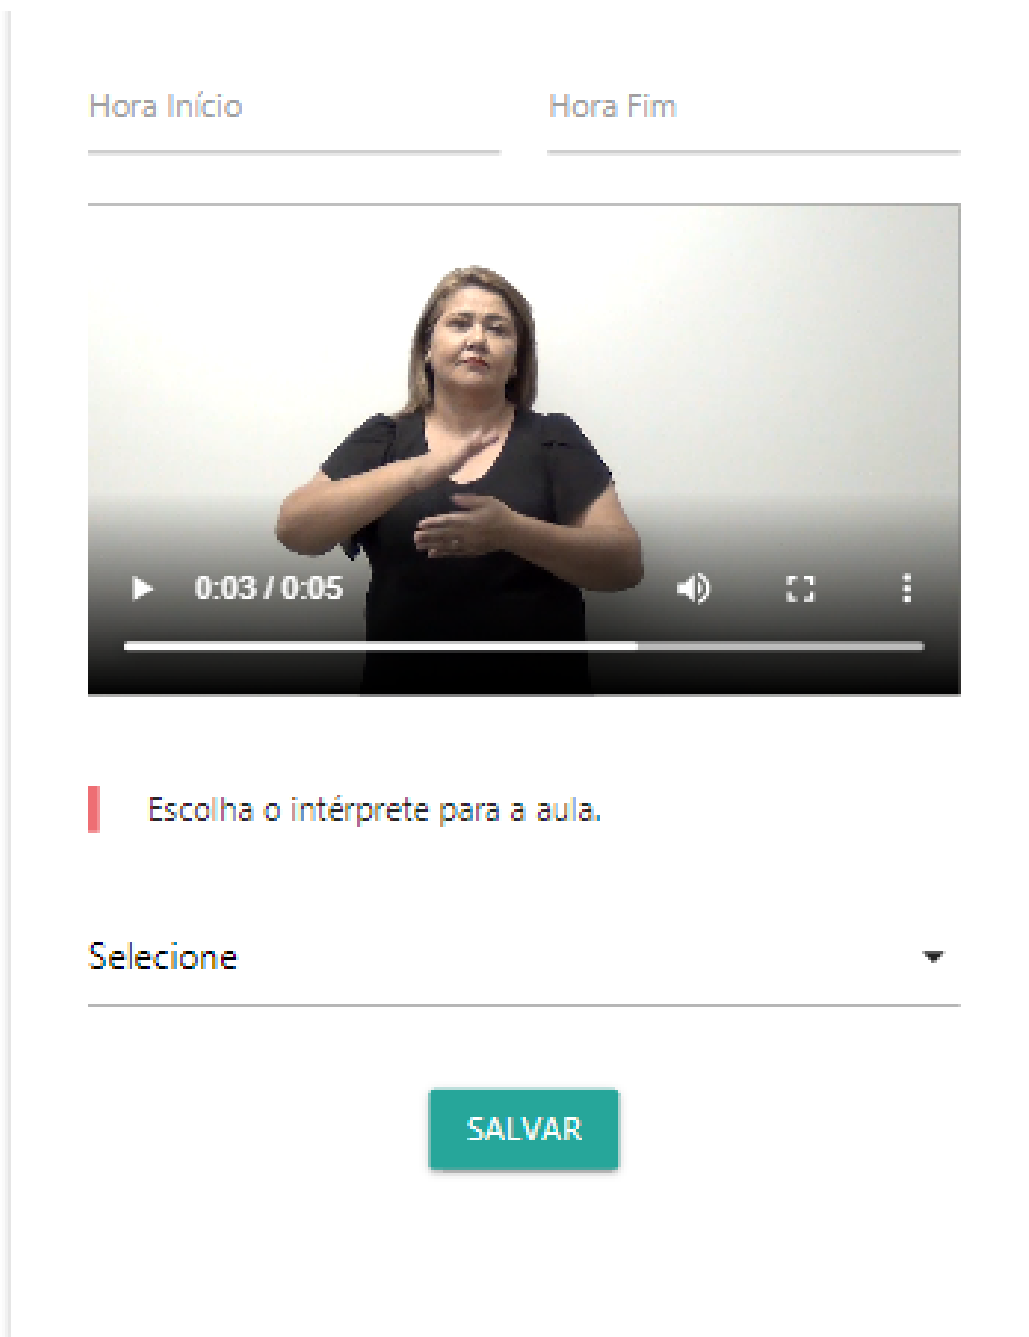 Hora Início
Hora Fim
0:03 / 0:05
Escolha o intérprete para a aula.
Selecione
SALVAR